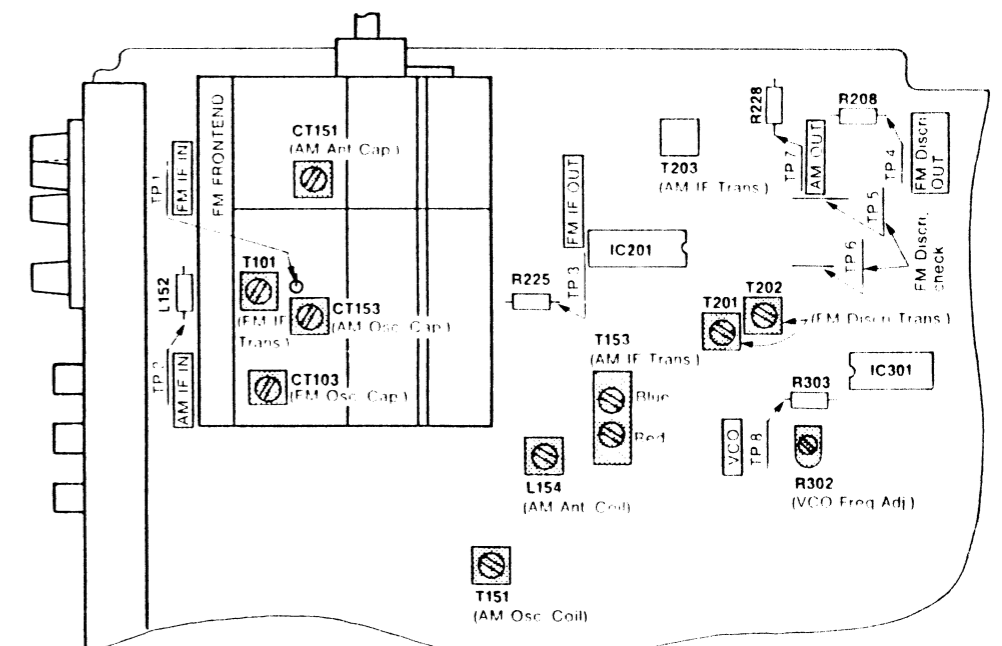 CT151
(AM Ant Cap.)
TP 1
FM IF IN
FM FRONTEND
T101
(FM IF
Trans.)
CT153
(AM Osc. Cap.)
L152
TP 2
AM IF IN
CT103
(FM Osc Cap.)
R228
R208
T203
(AM IF Trans.)
TP 7
AM OUT
TP 4
FM Discri
OUT
TP 5
FM IF OUT
IC201
TP 6
FM Discri.
check
R225
TP 3
T201
T202
(FM Discri Trans.)
T153
(AM IF Trans.)
Blue
Red
IC301
R303
VCO
TP 8
R302
(VCO Freq Adj.)
L154
(AM Ant Coil)
T151
(AM Osc Coil)